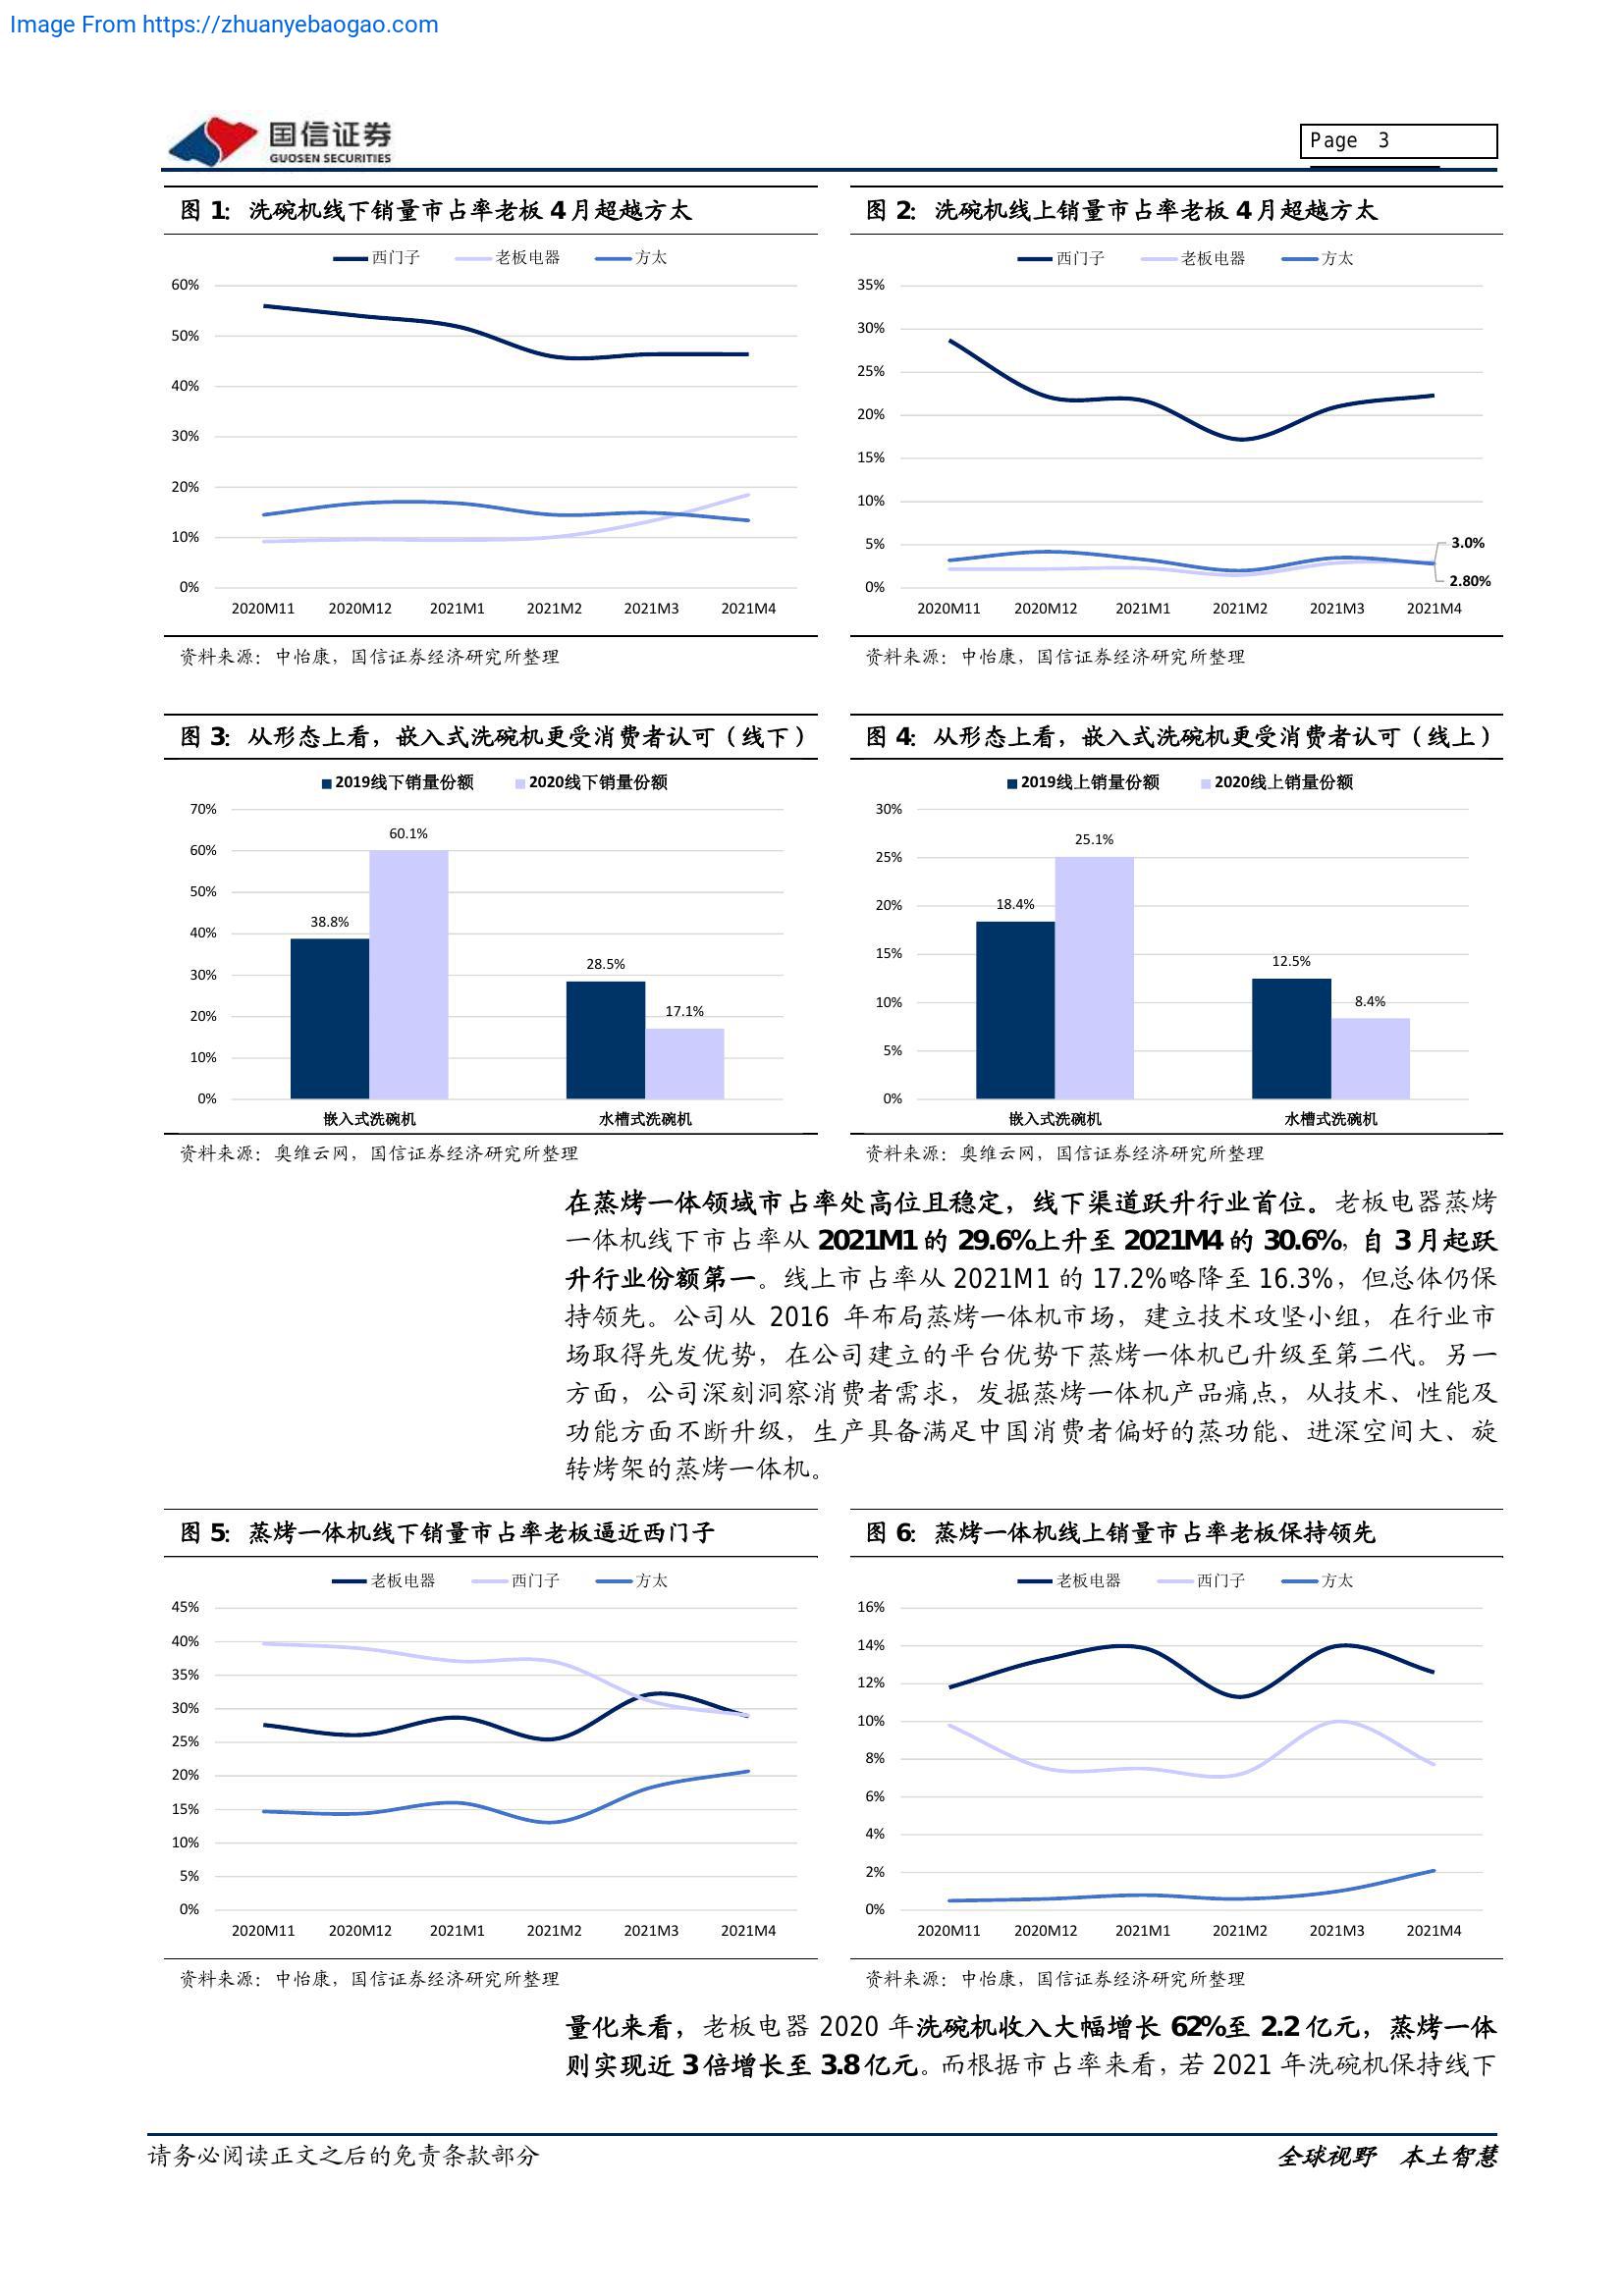 Image From https://zhuanyebaogao.com
国信证券
GUOSEN SECURITIES
Page 3
图 1：洗碗机线下销量市占率老板 4 月超越方太
西门子 老板电器 方太
60%
50%
40%
30%
20%
10%
0%
2020M11 2020M12 2021M1 2021M2 2021M3 2021M4
资料来源：中怡康，国信证券经济研究所整理
图 2：洗碗机线上销量市占率老板 4 月超越方太
西门子 老板电器 方太
35%
30%
25%
20%
15%
10%
5%
0%
3.0%
2.80%
2020M11 2020M12 2021M1 2021M2 2021M3 2021M4
资料来源：中怡康，国信证券经济研究所整理
图 3：从形态上看，嵌入式洗碗机更受消费者认可（线下）
2019线下销量份额 2020线下销量份额
70%
60%
50%
40%
30%
20%
10%
0%
38.8%
60.1%
28.5%
17.1%
嵌入式洗碗机 水槽式洗碗机
资料来源：奥维云网，国信证券经济研究所整理
图 4：从形态上看，嵌入式洗碗机更受消费者认可（线上）
2019线上销量份额 2020线上销量份额
30%
25%
20%
15%
10%
5%
0%
18.4%
25.1%
12.5%
8.4%
嵌入式洗碗机 水槽式洗碗机
资料来源：奥维云网，国信证券经济研究所整理
在蒸烤一体领域市占率处高位且稳定，线下渠道跃升行业首位。老板电器蒸烤
一体机线下市占率从 2021M1 的 29.6%上升至 2021M4 的 30.6%，自 3 月起跃
升行业份额第一。线上市占率从 2021M1 的 17.2%略降至 16.3%，但总体仍保
持领先。公司从 2016 年布局蒸烤一体机市场，建立技术攻坚小组，在行业市
场取得先发优势，在公司建立的平台优势下蒸烤一体机已升级至第二代。另一
方面，公司深刻洞察消费者需求，发掘蒸烤一体机产品痛点，从技术、性能及
功能方面不断升级，生产具备满足中国消费者偏好的蒸功能、进深空间大、旋
转烤架的蒸烤一体机。
图 5：蒸烤一体机线下销量市占率老板逼近西门子
老板电器 西门子 方太
45%
40%
35%
30%
25%
20%
15%
10%
5%
0%
2020M11 2020M12 2021M1 2021M2 2021M3 2021M4
资料来源：中怡康，国信证券经济研究所整理
图 6：蒸烤一体机线上销量市占率老板保持领先
老板电器 西门子 方太
16%
14%
12%
10%
8%
6%
4%
2%
0%
2020M11 2020M12 2021M1 2021M2 2021M3 2021M4
资料来源：中怡康，国信证券经济研究所整理
量化来看，老板电器 2020 年洗碗机收入大幅增长 62%至 2.2 亿元，蒸烤一体
则实现近 3 倍增长至 3.8 亿元。而根据市占率来看，若 2021 年洗碗机保持线下
请务必阅读正文之后的免责条款部分
全球视野 本土智慧